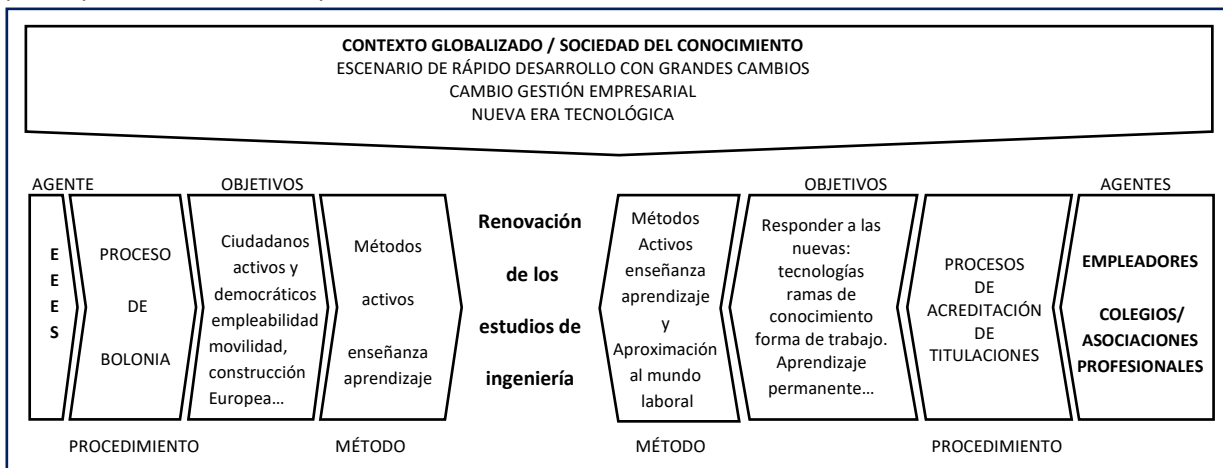 CONTEXTO GLOBALIZADO / SOCIEDAD DEL CONOCIMIENTO
ESCENARIO DE RÁPIDO DESARROLLO CON GRANDES CAMBIOS
CAMBIO GESTIÓN EMPRESARIAL
NUEVA ERA TECNOLÓGICA
AGENTE
OBJETIVOS
OBJETIVOS
AGENTES
E
E
E
S
PROCESO
DE
BOLONIA
Ciudadanos
activos y
democráticos
empleabilidad
movilidad,
construcción
Europea...
Métodos
activos
enseñanza
aprendizaje
Renovación
de los
estudios de
ingeniería
Métodos
Activos
enseñanza
aprendizaje
y
Aproximación
al mundo
laboral
Responder a las
nuevas:
tecnologías
ramas de
conocimiento
forma de trabajo.
Aprendizaje
permanente...
PROCESOS
DE
ACREDITACIÓN
DE
TITULACIONES
EMPLEADORES
COLEGIOS/
ASOCIACIONES
PROFESIONALES
PROCEDIMIENTO
MÉTODO
MÉTODO
PROCEDIMIENTO